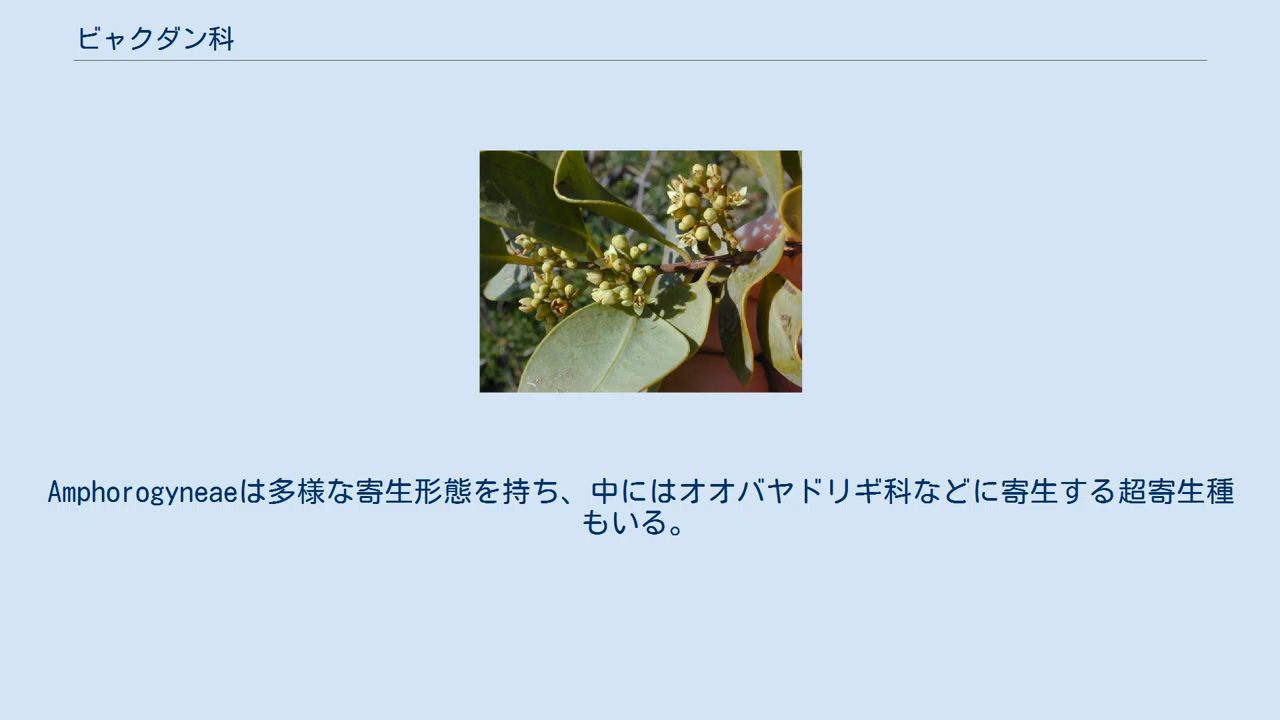 ビャクダン科
Amphorogyneaeは多様な寄生形態を持ち、中にはオオバヤドリギ科などに寄生する超寄生種
もいる。